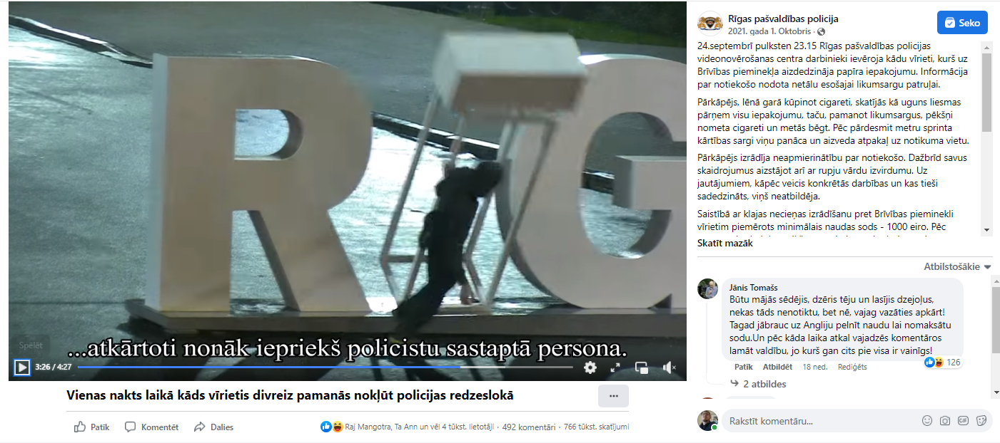 R G
Spēlēt
...atkārtoti nonāk iepriekš policistu sastaptā persona.
3:26 / 4:27
Vienas nakts laikā kāds vīrietis divreiz pamanās nokļūt policijas redzeslokā
...
Patīk Komentēt Dalies
Raj Mangotra, Ta Ann un vēl 4 tūkst. lietotāji · 492 komentāri · 766 tūkst. skatījumi
Rīgas pašvaldības policija
2021. gada 1. Oktobris ·
Seko
24.septembrī pulksten 23.15 Rīgas pašvaldības policijas
videonovērošanas centra darbinieki ievēroja kādu vīrieti, kurš uz
Brīvības pieminekļa aizdedzināja papīra iepakojumu. Informācija
par notiekošo nodota netālu esošajai likumsargu patruļai.
Pārkāpējs, lēnā garā kūpinot cigareti, skatījās kā uguns liesmas
pārņem visu iepakojumu, taču, pamanot likumsargus, pēkšņi
nometa cigareti un metās bēgt. Pēc pārdesmit metru sprinta
kārtības sargi viņu panāca un aizveda atpakaļ uz notikuma vietu.
Pārkāpējs izrādīja neapmierinātību par notiekošo. Dažbrīd savus
skaidrojumus aizstājot arī ar rupju vārdu izvirdumu. Uz
jautājumiem, kāpēc veicis konkrētās darbības un kas tieši
sadedzināts, viņš neatbildēja.
Saistībā ar klajas necieņas izrādīšanu pret Brīvības pieminekli
vīrietim piemērots minimālais naudas sods - 1000 eiro. Pēc
Skatīt mazāk
Atbilstošākie
Jānis Tomašs
Būtu mājās sēdējis, dzēris tēju un lasījis dzejoļus,
nekas tāds nenotiktu, bet nē, vajag vazāties apkārt!
Tagad jābrauc uz Angliju pelnīt naudu lai nomaksātu
sodu.Un pēc kāda laika atkal vajadzēs komentāros
lamāt valdību, jo kurš gan cits pie visa ir vainīgs!
126
Patīk Atbildēt 18 ned. Rediģēts
2 atbildes
Rakstīt komentāru...
GIF